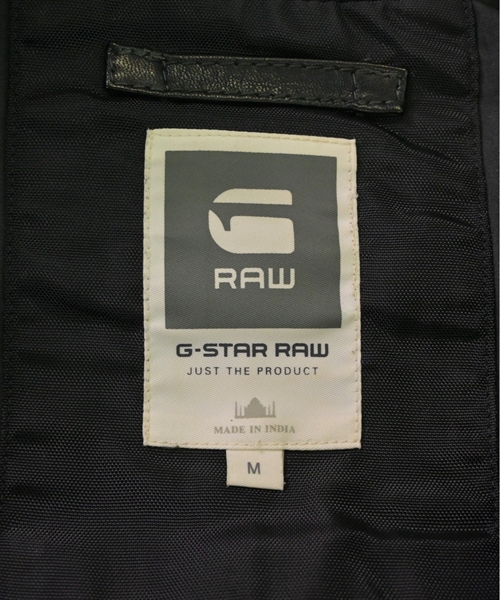 RAW
G-STAR RAW
JUST THE PRODUCT
MADE IN INDIA
M